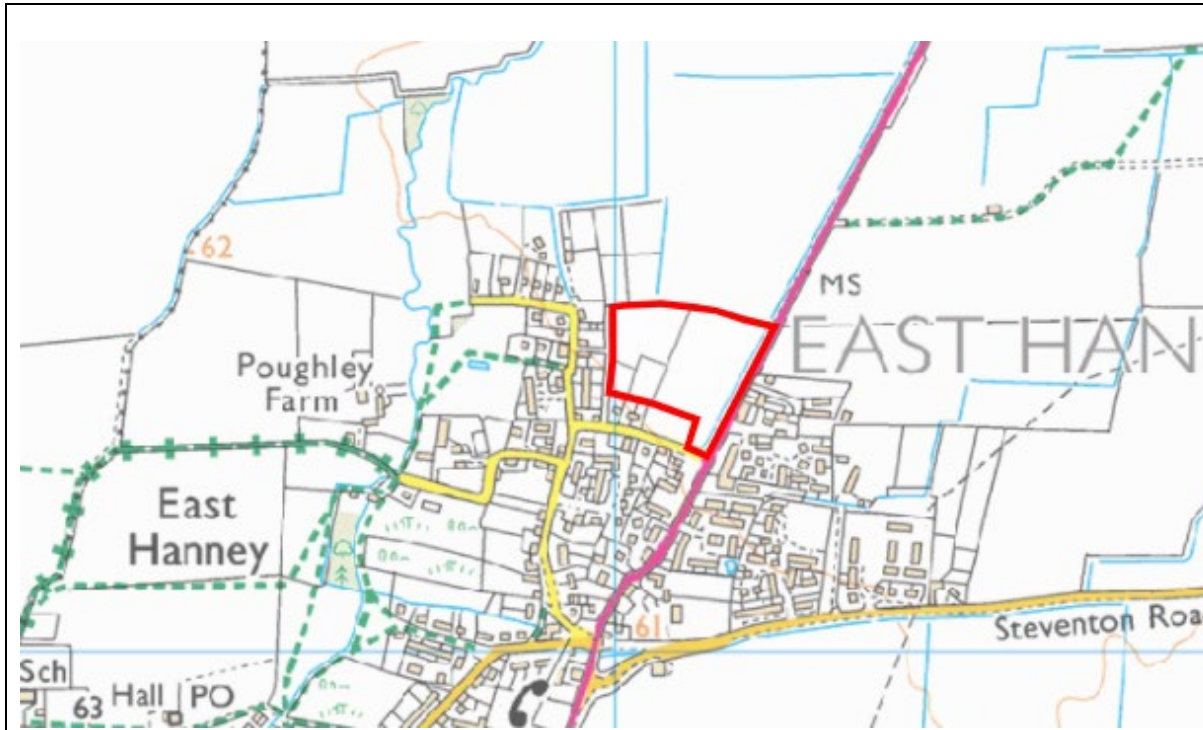 62
MS
EAST HAN
Poughley
Farm
East
Hanney
61
Steventon Roa
Sch
63
Hall
PO